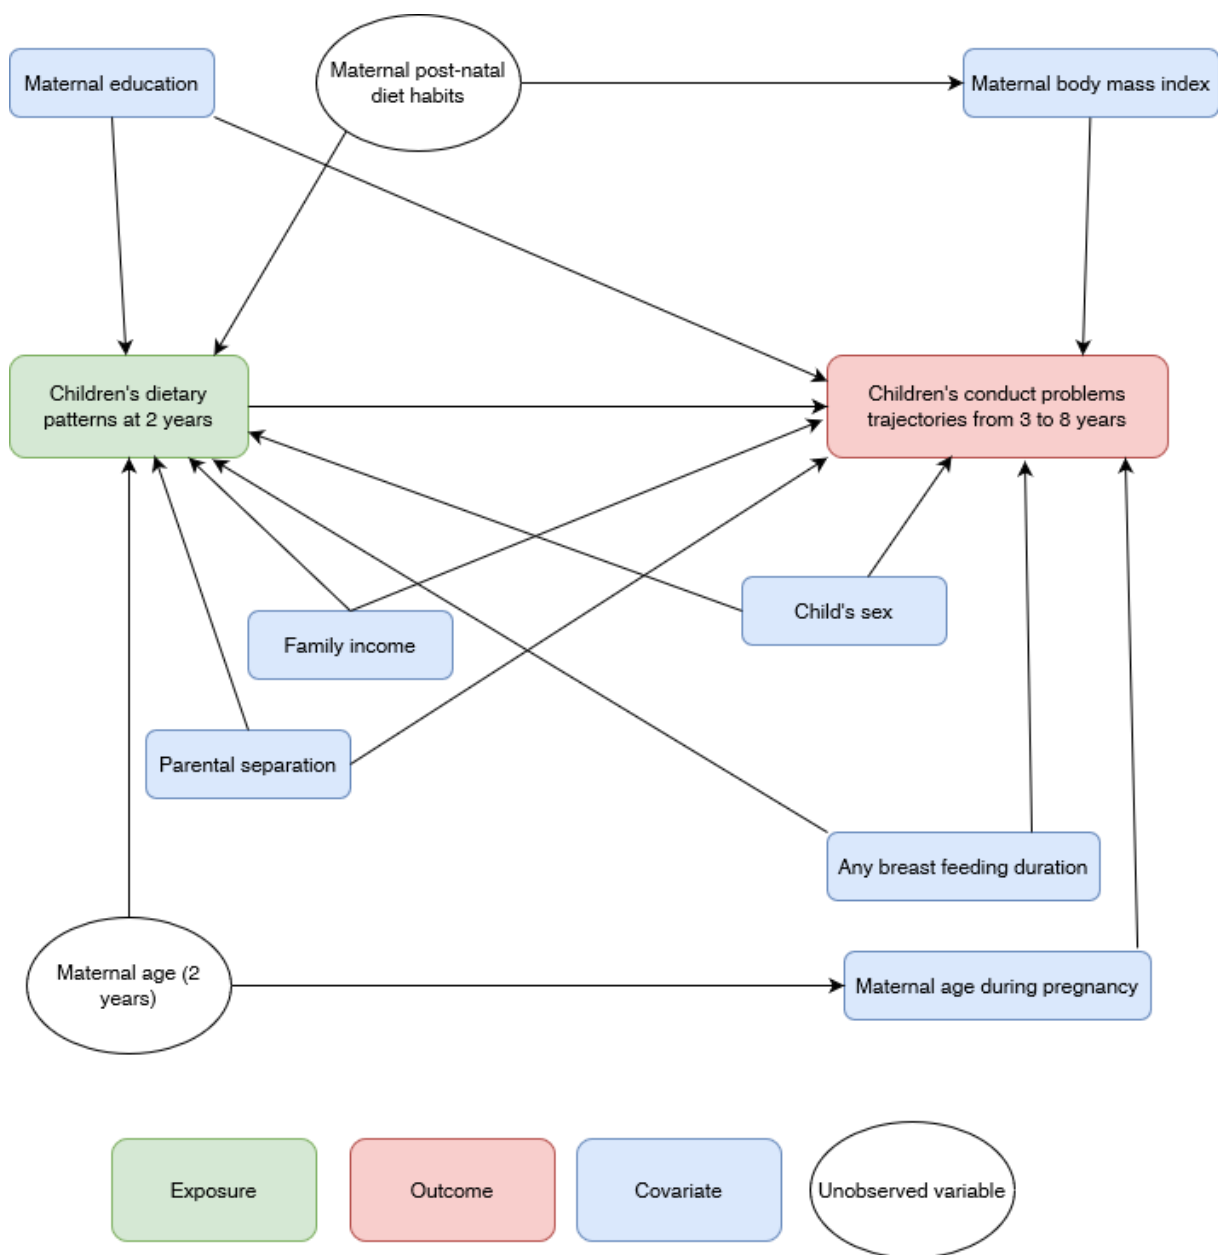 Maternal education
Maternal post-natal
diet habits
Maternal body mass index
Children's dietary
patterns at 2 years
Children's conduct problems
trajectories from 3 to 8 years
Child's sex
Family income
Parental separation
Any breast feeding duration
Maternal age (2
years)
Maternal age during pregnancy
Exposure
Outcome
Covariate
Unobserved variable